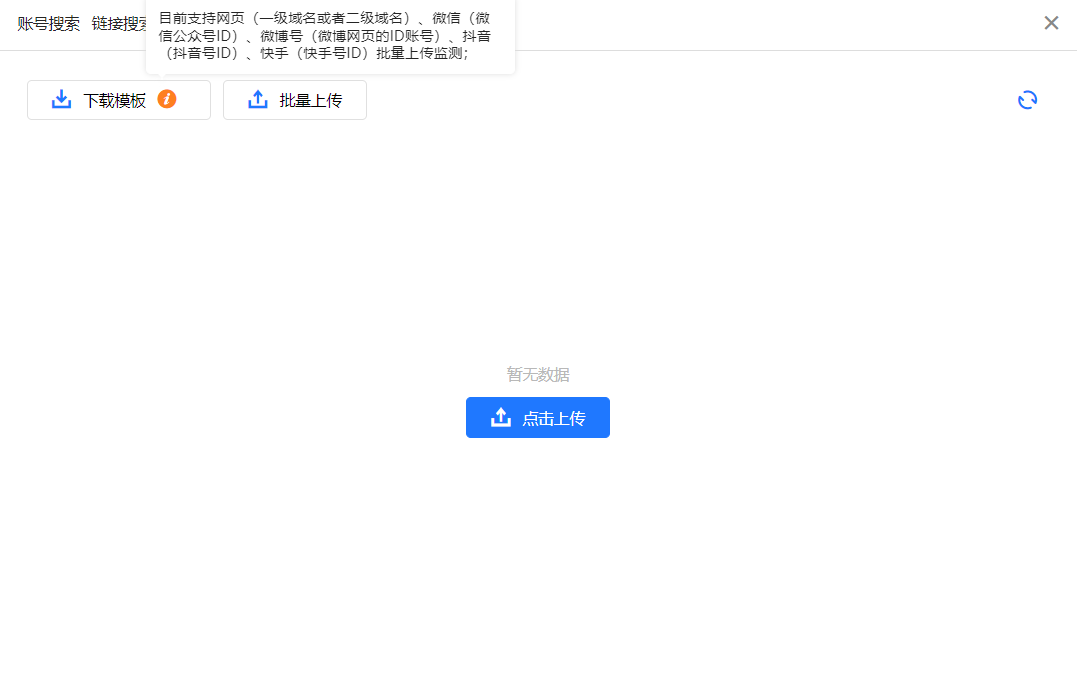 账号搜索 链接搜索
目前支持网页（一级域名或者二级域名）、微信（微
信公众号ID）、微博号（微博网页的ID账号）、抖音
（抖音号ID）、快手（快手号ID）批量上传监测；
下载模板
批量上传
暂无数据
点击上传